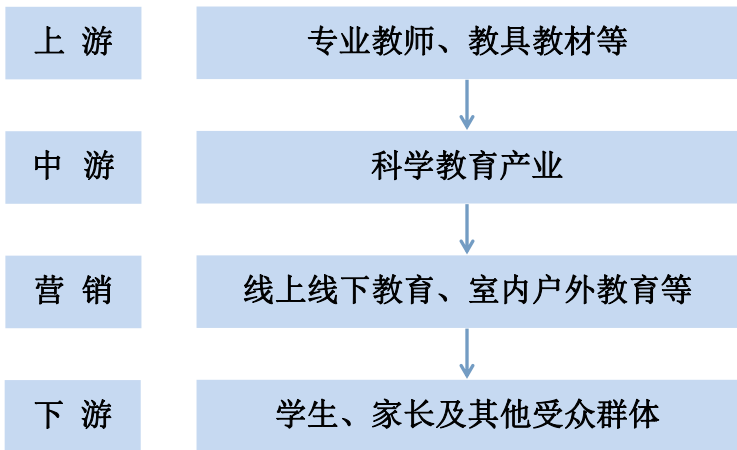 上 游
专业教师、教具教材等
中 游
科学教育产业
营 销
线上线下教育、室内户外教育等
下 游
学生、家长及其他受众群体